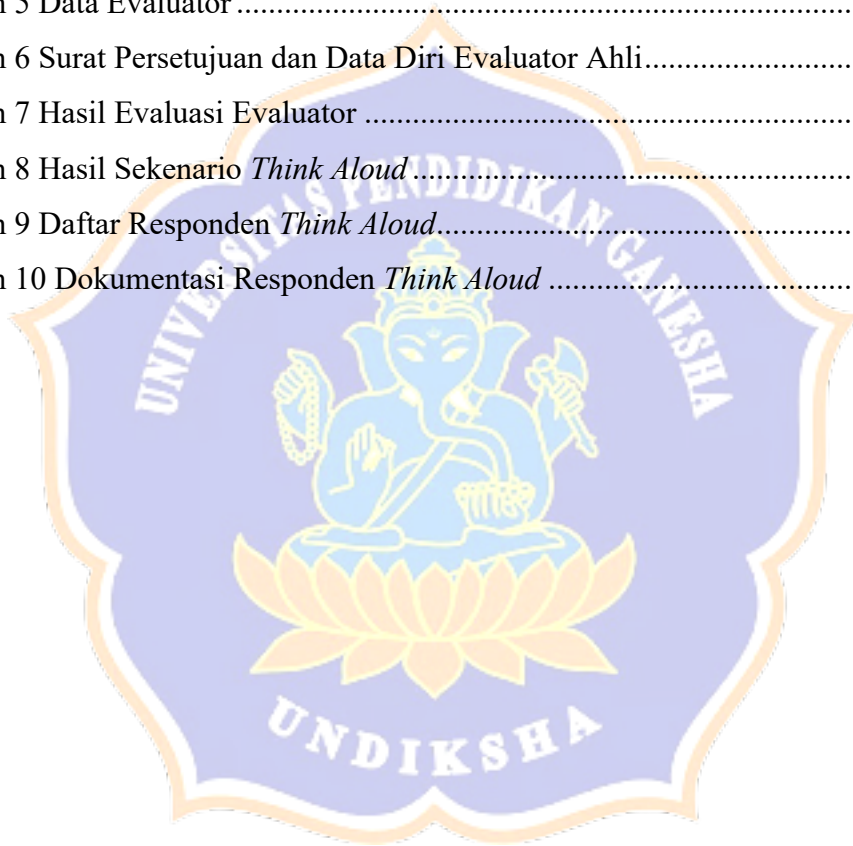 n 5 Data Evaluator
n 6 Surat Persetujuan dan Data Diri Evaluator Ahli
n 7 Hasil Evaluasi Evaluator
n 8 Hasil Sekenario Think Aloud
n 9 Daftar Responden Think Aloud
n 10 Dokumentasi Responden Think Aloud
UNIVERSITAS PENDIDIKAN GANESHA
UNDIKSHA